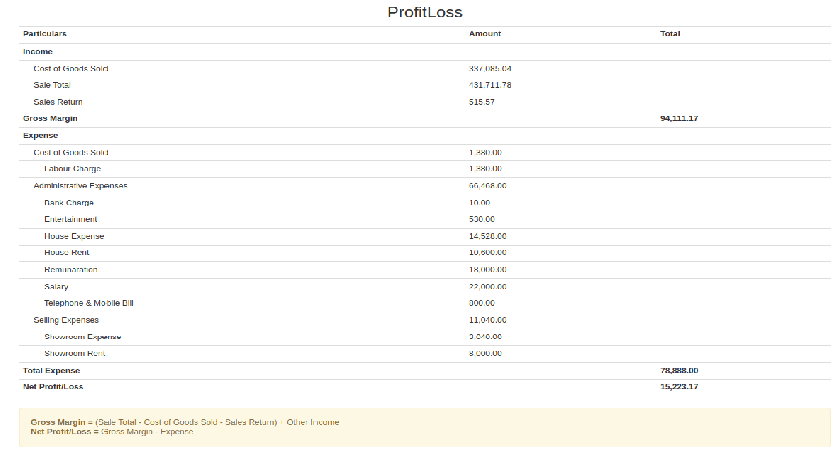 ProfitLoss
Particulars Amount Total
Income
Cost of Goods Sold 337,085.04
Sale Total 431,711.78
Sales Return 515.57
Gross Margin 94,111.17
Expense
Cost of Goods Sold 1,380.00
Labour Charge 1,380.00
Administrative Expenses 66,468.00
Bank Charge 10.00
Entertainment 530.00
House Expense 14,528.00
House Rent 10,600.00
Remunaration 18,000.00
Salary 22,000.00
Telephone & Mobile Bill 800.00
Selling Expenses 11,040.00
Showroom Expense 3,040.00
Showroom Rent 8,000.00
Total Expense 78,888.00
Net Profit/Loss 15,223.17
Gross Margin = (Sale Total - Cost of Goods Sold - Sales Return) + Other Income
Net Profit/Loss = Gross Margin - Expense